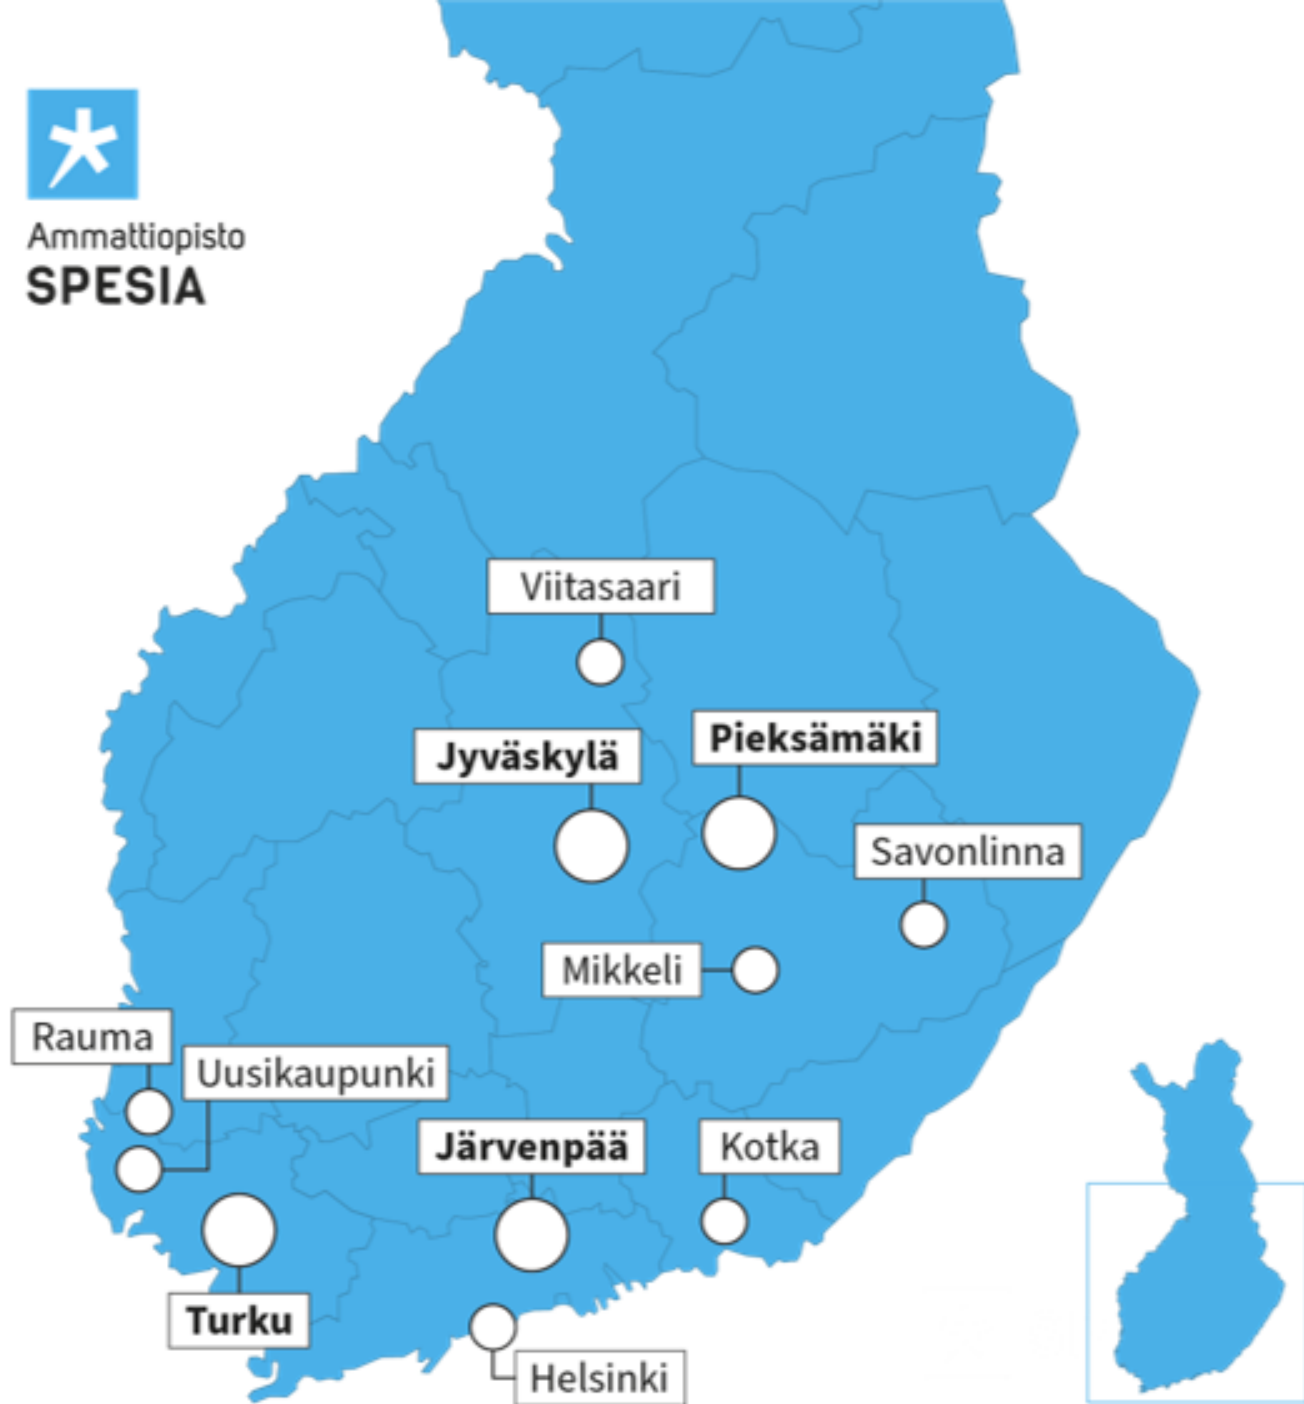 Ammattiopisto
SPESIA
Viitasaari
Jyväskylä
Pieksämäki
Savonlinna
Mikkeli
Rauma
Uusikaupunki
Järvenpää
Kotka
Turku
Helsinki